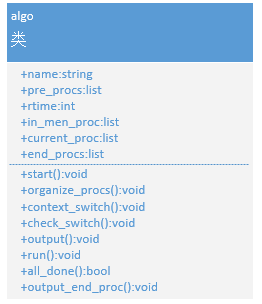 algo
类
+name:string
+pre_procs:list
+rtime:int
+in_men_proc:list
+current_proc:list
+end_procs:list
+start():void
+organize_procs():void
+context_switch():void
+check_switch():void
+output():void
+run():void
+all_done():bool
+output_end_proc():void